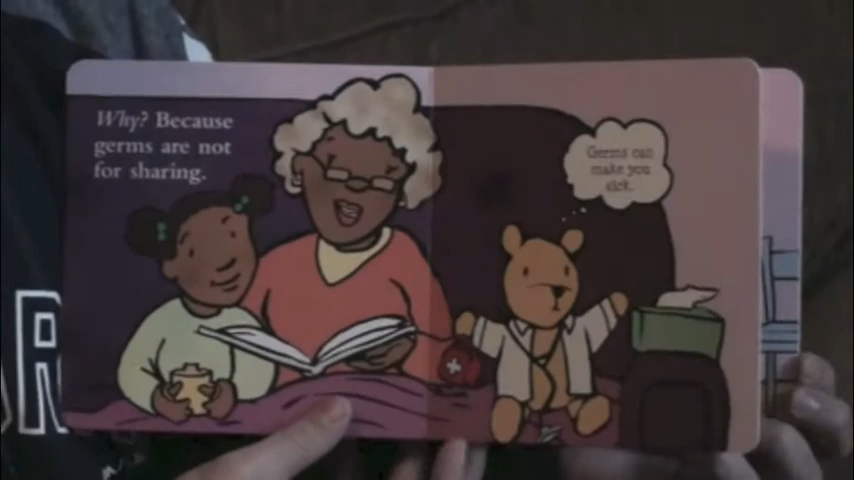 Why? Because
germs are not
for sharing.
Germs can
make you
sick.
R